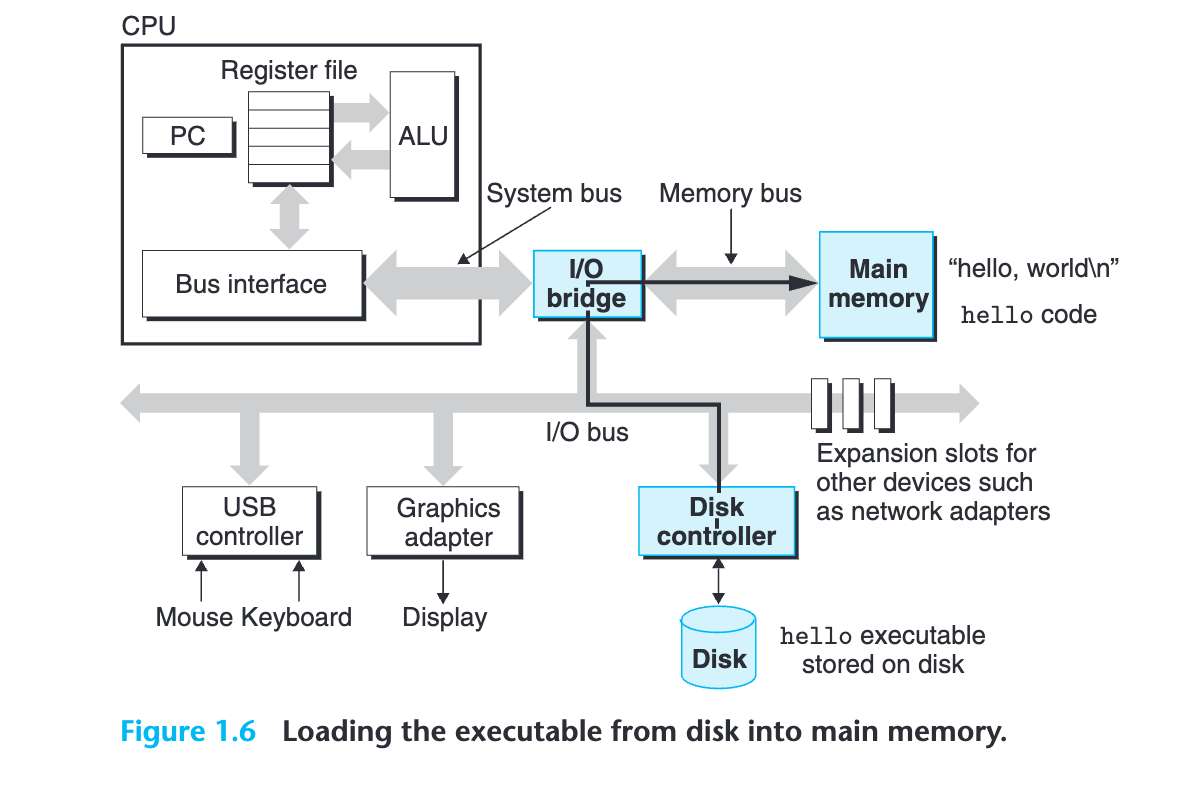 CPU
Register file
PC
ALU
System bus
Memory bus
Bus interface
I/O
bridge
Main
memory
“hello, world\n”
hello code
I/O bus
Expansion slots for
other devices such
as network adapters
USB
controller
Graphics
adapter
Disk
controller
Mouse Keyboard
Display
Disk
hello executable
stored on disk
Figure 1.6 Loading the executable from disk into main memory.